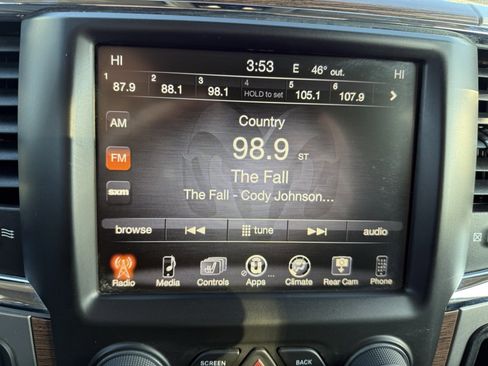 HI 3:53 E 46° out. HI
1 87.9 2 88.1 3 98.1 4 HOLD to set 5 105.1 6 107.9
AM
Country
FM
98.9 ST
The Fall
sxm
The Fall - Cody Johnson...
browse tune audio
Radio Media Controls Apps ... Climate Rear Cam Phone
SCREEN BACK